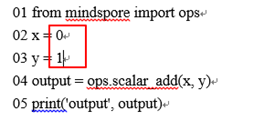 01 from mindspore import ops
02 x = 0
03 y = 1
04 output = ops.scalar_add(x, y)
05 print('output', output)